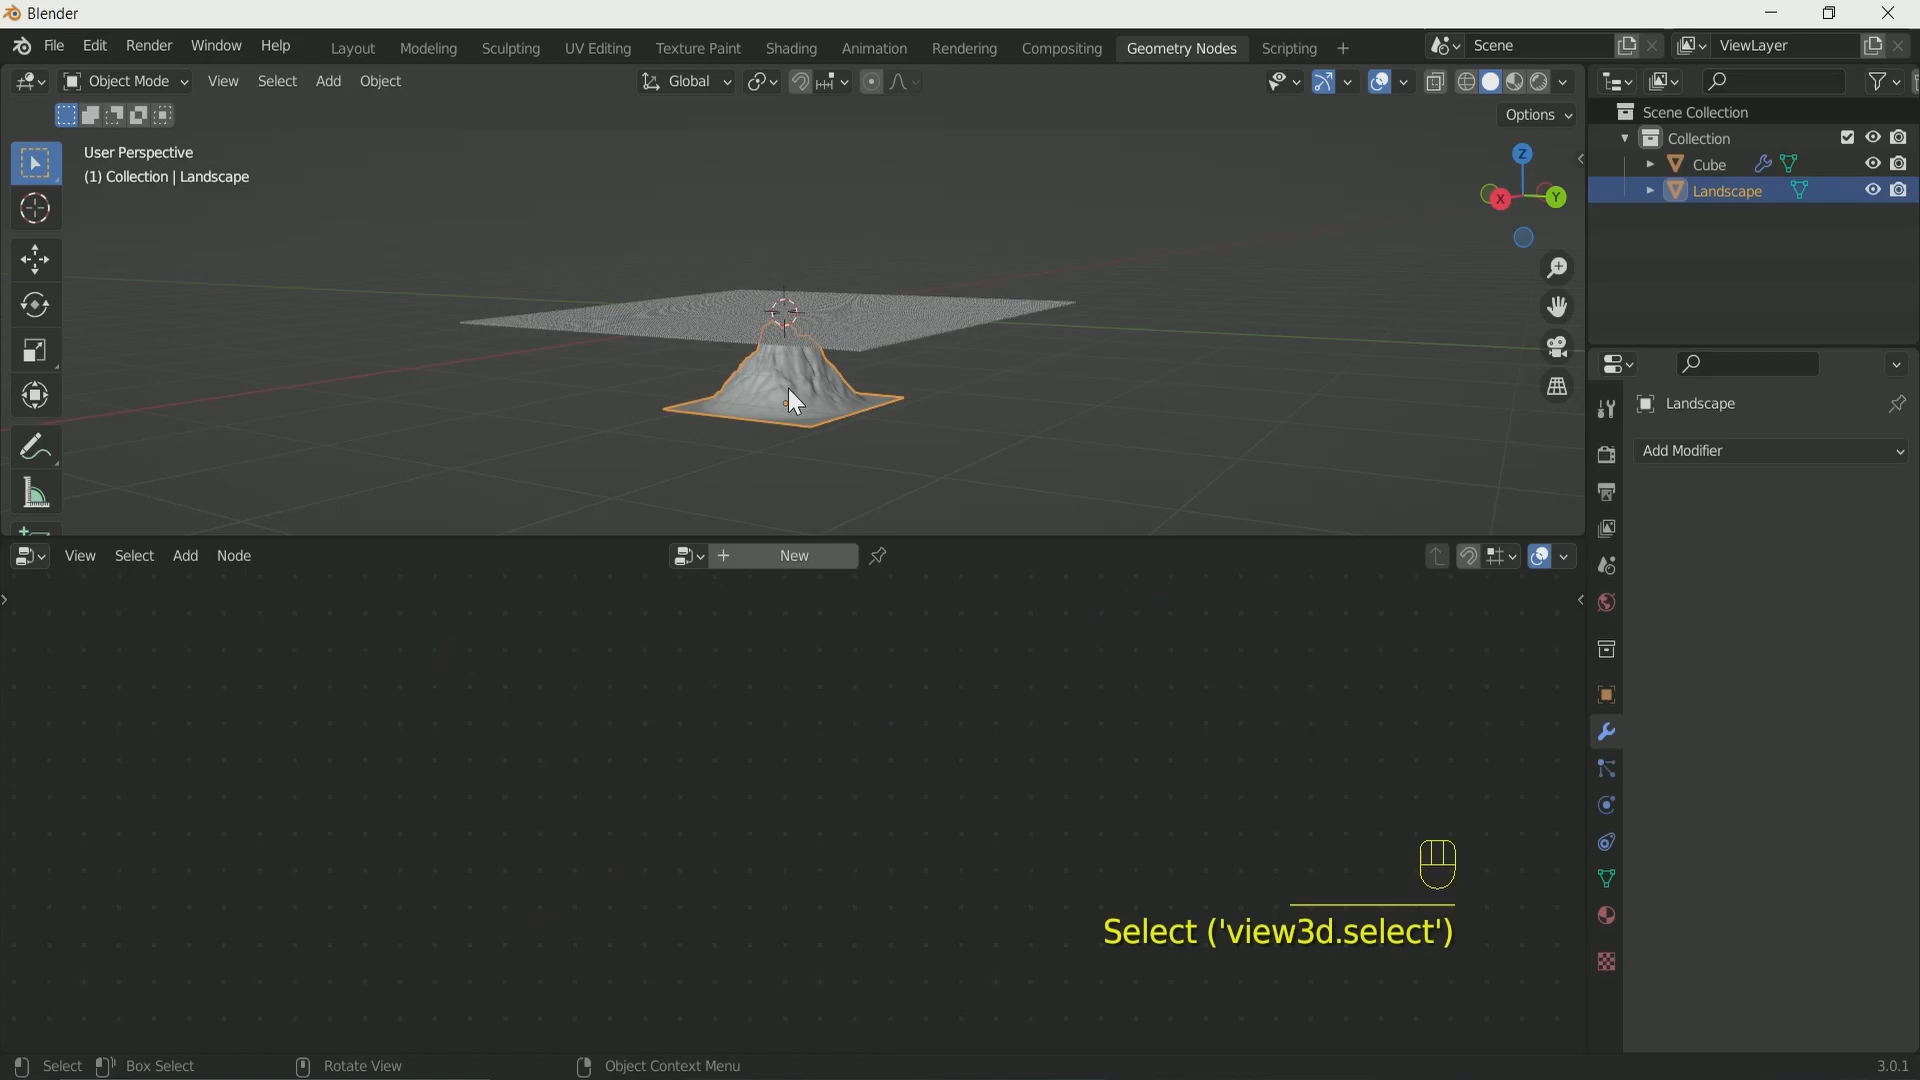 Blender
File Edit Render Window Help Layout Modeling Sculpting UV Editing Texture Paint Shading Animation Rendering Compositing Geometry Nodes Scripting Scene ViewLayer
Object Mode View Select Add Object Global
Options
User Perspective
(1) Collection | Landscape
Z
X
Y
Scene Collection
Collection
Cube
Landscape
Landscape
Add Modifier
View Select Add Node New
Select ('view3d.select')
Select Box Select Rotate View Object Context Menu 3.0.1